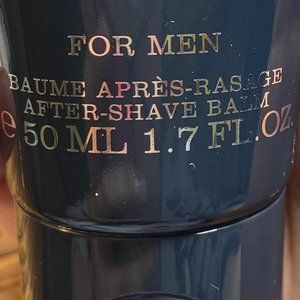 FOR MEN
BAUME APRÈS-RASAGE
AFTER-SHAVE BALM
e 50 ML 1.7 FL.OZ.